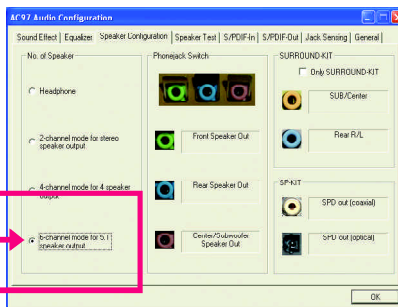 AC97 Audio Configuration
Sound Effect | Equalizer | Speaker Configuration | Speaker Test | S/PDIF-In | S/PDIF-Out | Jack Sensing | General
No. of Speaker
Headphone
2-channel mode for stereo
speaker output
4-channel mode for 4 speaker
output
6-channel mode for 5.1
speaker output
Phonejack Switch
Front Speaker Out
Rear Speaker Out
Center/Subwoofer
Speaker Out
SURROUND-KIT
Only SURROUND-KIT
SUB/Center
Rear R/L
SP-KIT
SPD out (coaxial)
SPD out (optical)
OK